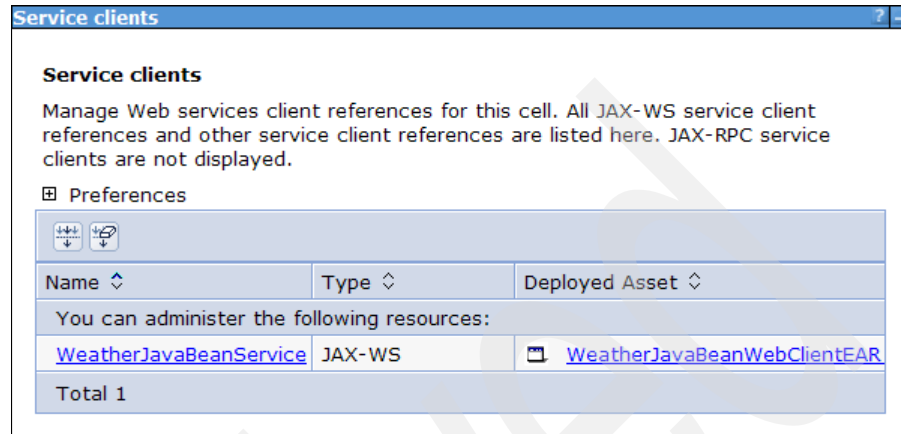 Service clients
Service clients
Manage Web services client references for this cell. All JAX-WS service client
references and other service client references are listed here. JAX-RPC service
clients are not displayed.
Preferences
Name Type Deployed Asset
You can administer the following resources:
WeatherJavaBeanService JAX-WS WeatherJavaBeanWebClientEAR
Total 1